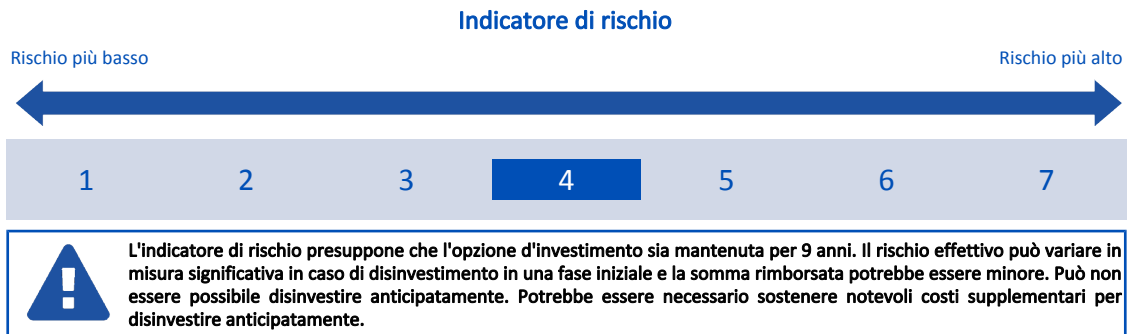 Indicatore di rischio
Rischio più basso
Rischio più alto
1 2 3 4 5 6 7
L'indicatore di rischio presuppone che l'opzione d'investimento sia mantenuta per 9 anni. Il rischio effettivo può variare in
misura significativa in caso di disinvestimento in una fase iniziale e la somma rimborsata potrebbe essere minore. Può non
essere possibile disinvestire anticipatamente. Potrebbe essere necessario sostenere notevoli costi supplementari per
disinvestire anticipatamente.